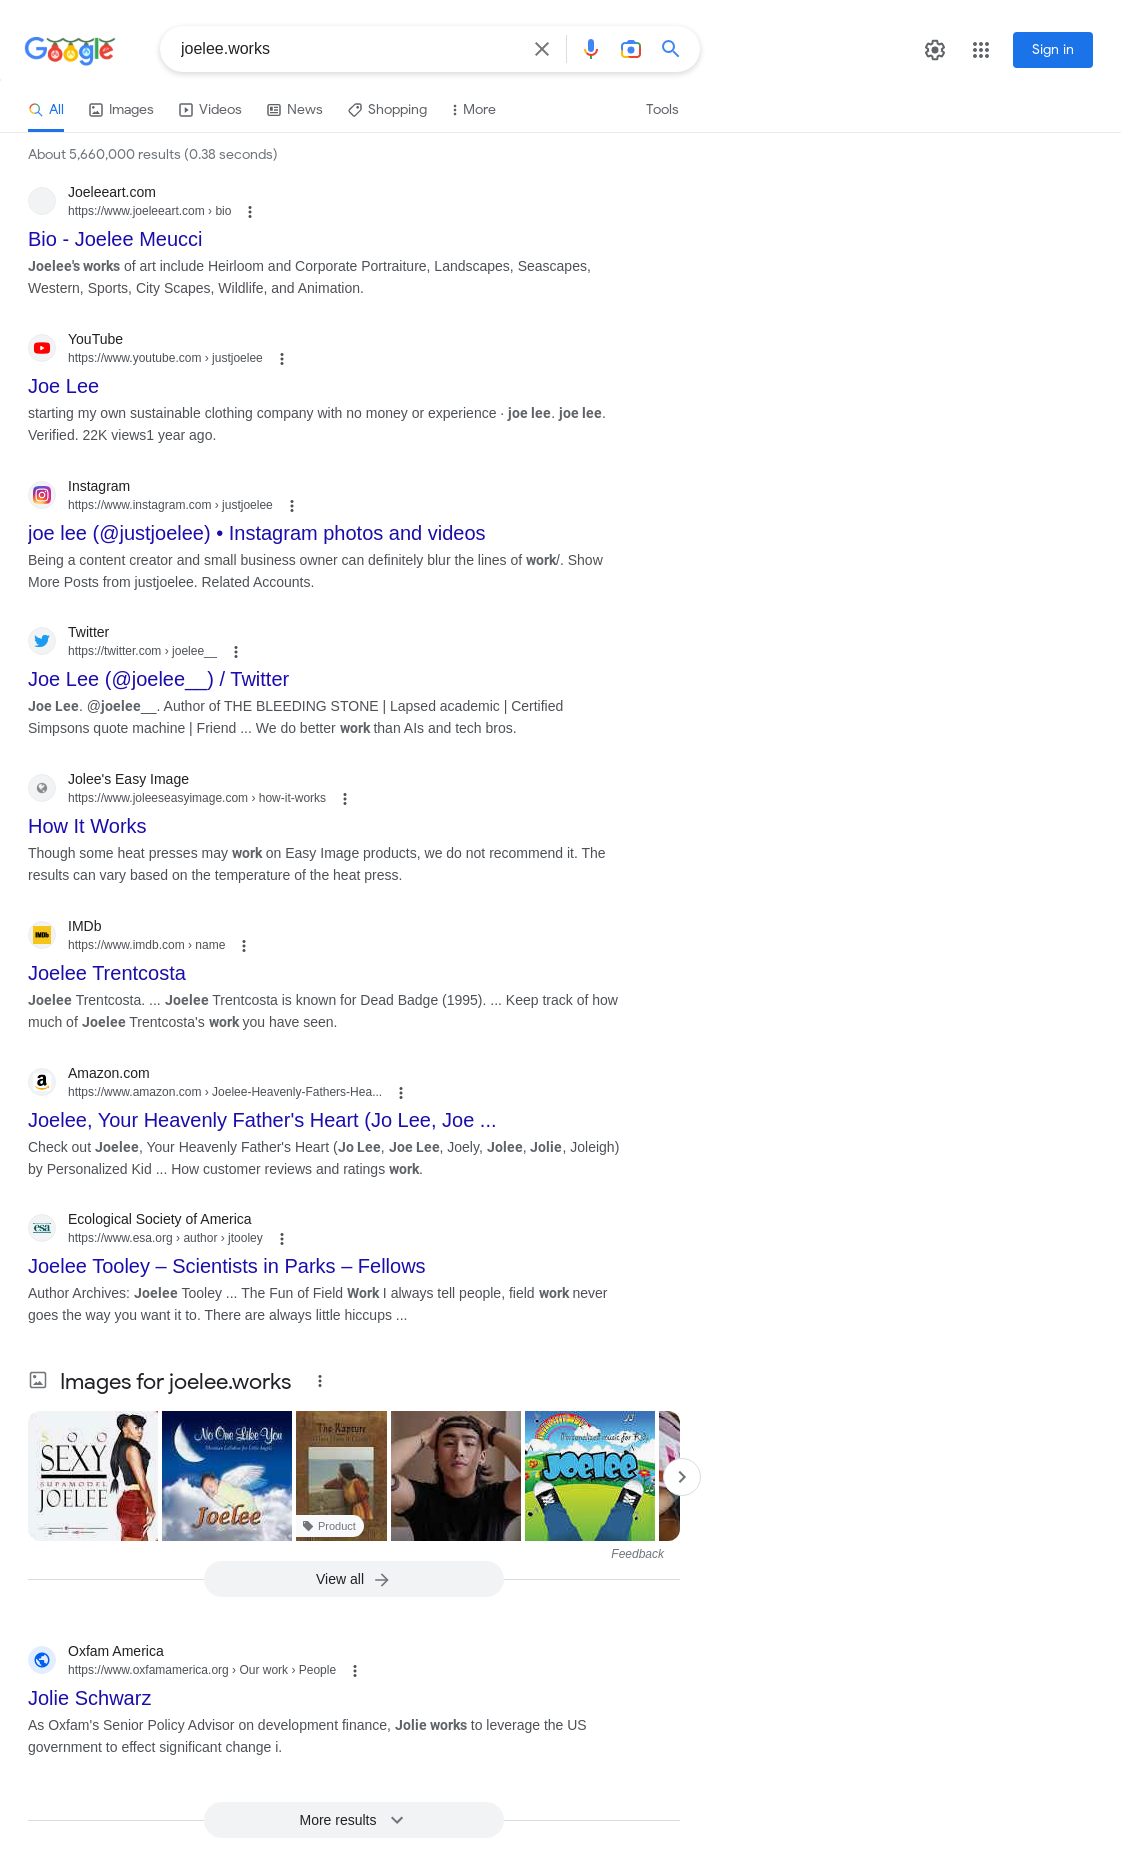 Google
joelee.works
Sign in
All
Images
Videos
News
Shopping
More
Tools
About 5,660,000 results (0.38 seconds)
Joeleeart.com
https://www.joeleeart.com › bio
Bio - Joelee Meucci
Joelee's works of art include Heirloom and Corporate Portraiture, Landscapes, Seascapes,
Western, Sports, City Scapes, Wildlife, and Animation.
YouTube
https://www.youtube.com › justjoelee
Joe Lee
starting my own sustainable clothing company with no money or experience · joe lee. joe lee.
Verified. 22K views1 year ago.
Instagram
https://www.instagram.com › justjoelee
joe lee (@justjoelee) • Instagram photos and videos
Being a content creator and small business owner can definitely blur the lines of work/. Show
More Posts from justjoelee. Related Accounts.
Twitter
https://twitter.com › joelee__
Joe Lee (@joelee__) / Twitter
Joe Lee. @joelee__. Author of THE BLEEDING STONE | Lapsed academic | Certified
Simpsons quote machine | Friend ... We do better work than AIs and tech bros.
Jolee's Easy Image
https://www.joleeseasyimage.com › how-it-works
How It Works
Though some heat presses may work on Easy Image products, we do not recommend it. The
results can vary based on the temperature of the heat press.
IMDb
IMDb
https://www.imdb.com › name
Joelee Trentcosta
Joelee Trentcosta. ... Joelee Trentcosta is known for Dead Badge (1995). ... Keep track of how
much of Joelee Trentcosta's work you have seen.
a
Amazon.com
https://www.amazon.com › Joelee-Heavenly-Fathers-Hea...
Joelee, Your Heavenly Father's Heart (Jo Lee, Joe ...
Check out Joelee, Your Heavenly Father's Heart (Jo Lee, Joe Lee, Joely, Jolee, Jolie, Joleigh)
by Personalized Kid ... How customer reviews and ratings work.
esa
Ecological Society of America
https://www.esa.org › author › jtooley
Joelee Tooley – Scientists in Parks – Fellows
Author Archives: Joelee Tooley ... The Fun of Field Work I always tell people, field work never
goes the way you want it to. There are always little hiccups ...
Images for joelee.works
SOO
SEXY
SUPAMODEL
JOELEE
No One Like You
Joelee
The Rapture
Product
Personalized music for Kids
JOELEE
Feedback
View all
Oxfam America
https://www.oxfamamerica.org › Our work › People
Jolie Schwarz
As Oxfam's Senior Policy Advisor on development finance, Jolie works to leverage the US
government to effect significant change i.
More results